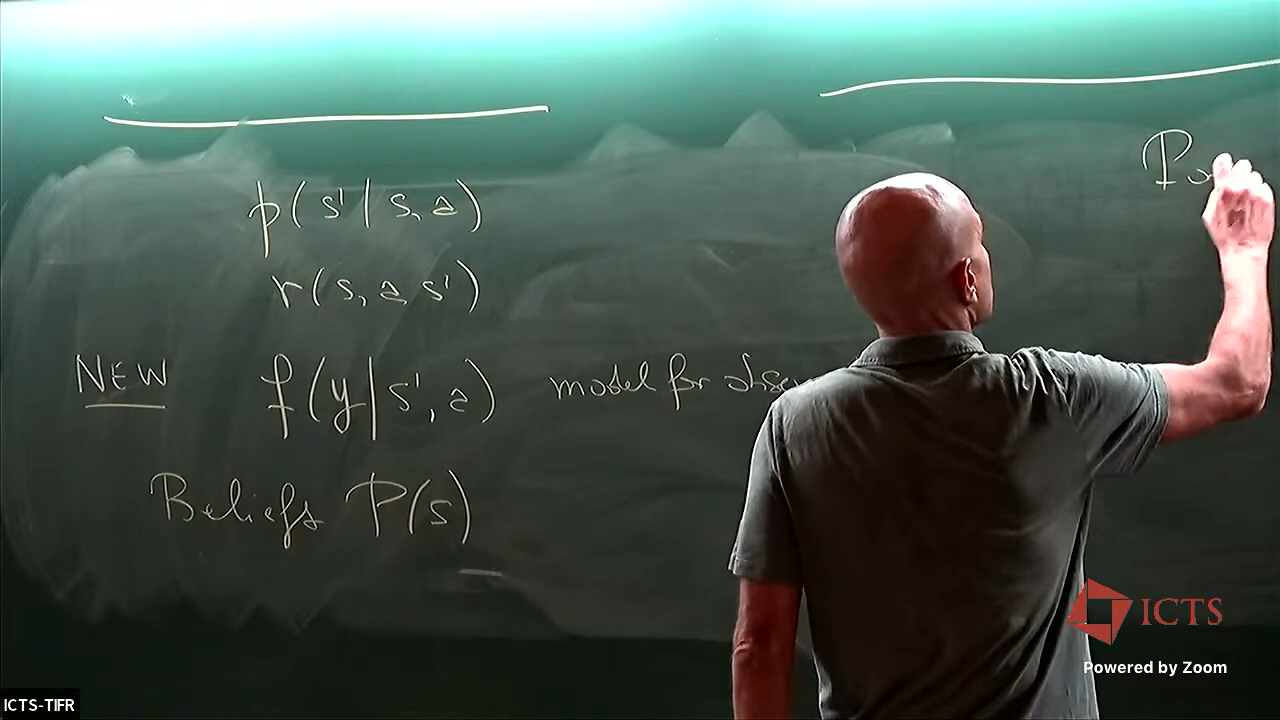 p(s'|s,a)
r(s,a,s')
NEW f(y|s',a) model for
Beliefs P(s)
ICTS
Powered by Zoom
ICTS-TIFR